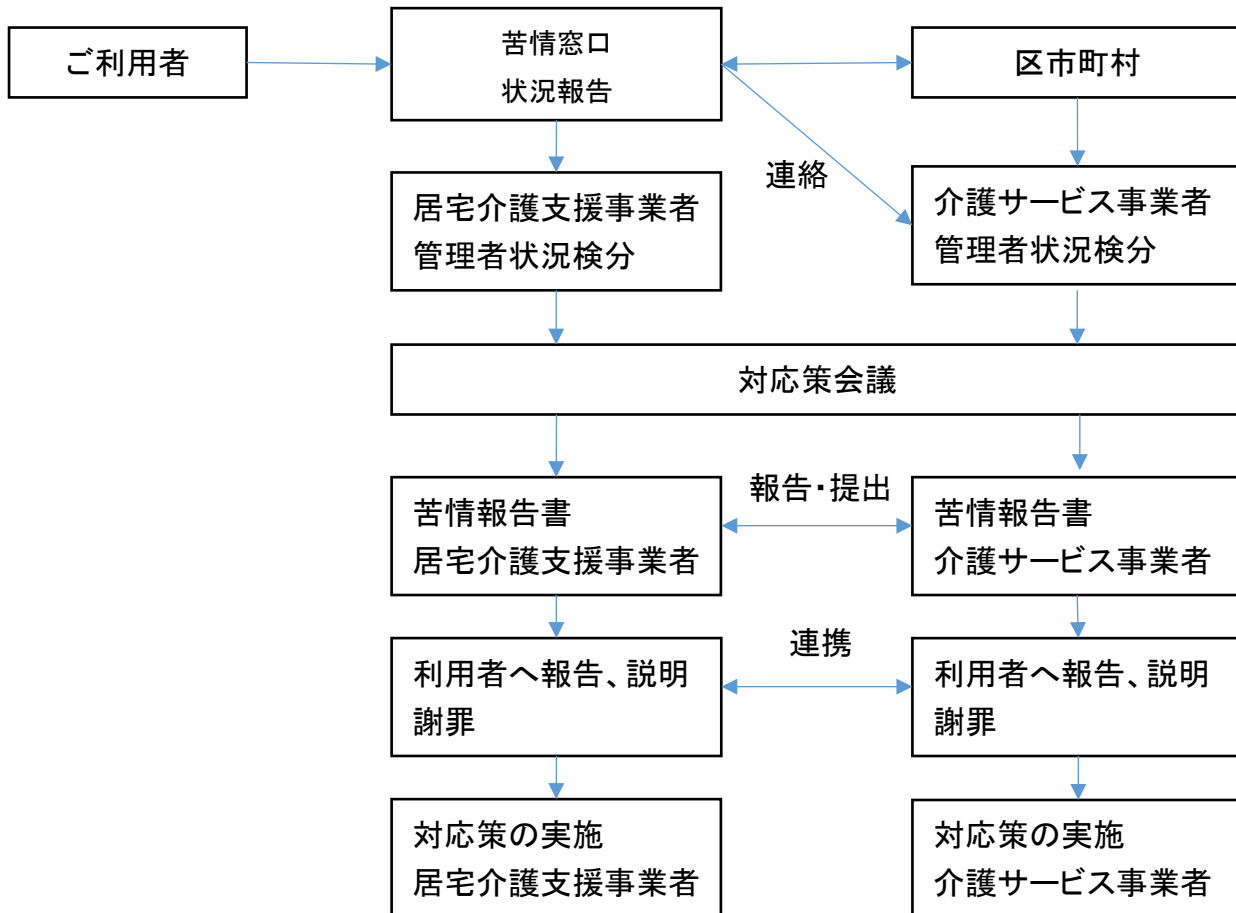 ご利用者
苦情窓口
状況報告
区市町村
連絡
居宅介護支援事業者
管理者状況検分
介護サービス事業者
管理者状況検分
対応策会議
報告・提出
苦情報告書
居宅介護支援事業者
苦情報告書
介護サービス事業者
連携
利用者へ報告、説明
謝罪
利用者へ報告、説明
謝罪
対応策の実施
居宅介護支援事業者
対応策の実施
介護サービス事業者